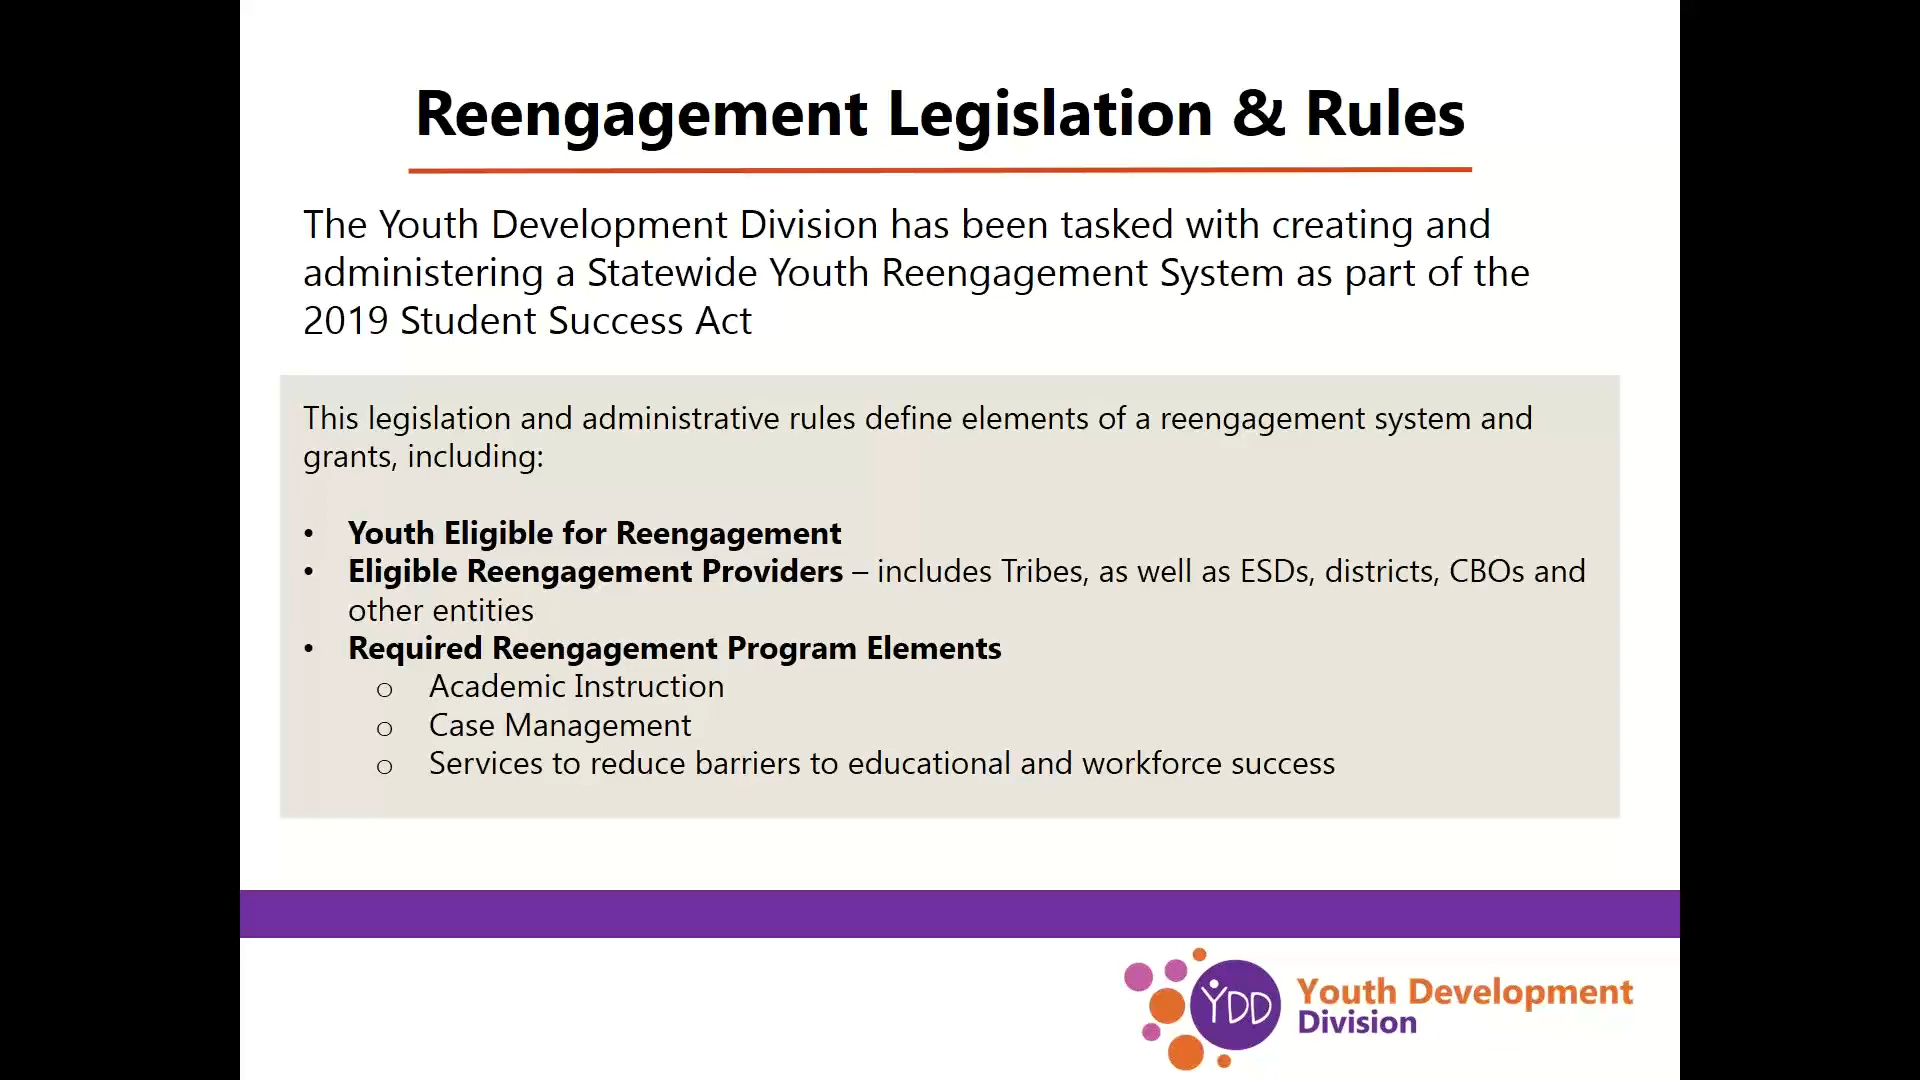 Reengagement Legislation & Rules
The Youth Development Division has been tasked with creating and
administering a Statewide Youth Reengagement System as part of the
2019 Student Success Act
This legislation and administrative rules define elements of a reengagement system and
grants, including:
• Youth Eligible for Reengagement
• Eligible Reengagement Providers – includes Tribes, as well as ESDs, districts, CBOs and
other entities
• Required Reengagement Program Elements
o Academic Instruction
o Case Management
o Services to reduce barriers to educational and workforce success
YDD
Youth Development
Division